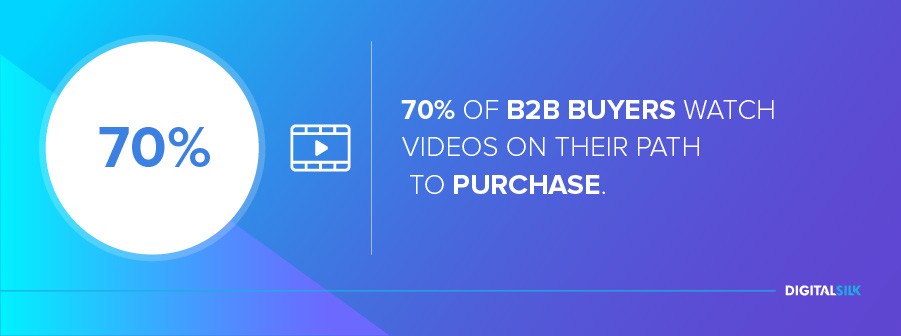 70%
70% OF B2B BUYERS WATCH
VIDEOS ON THEIR PATH
TO PURCHASE.
DIGITALSILK